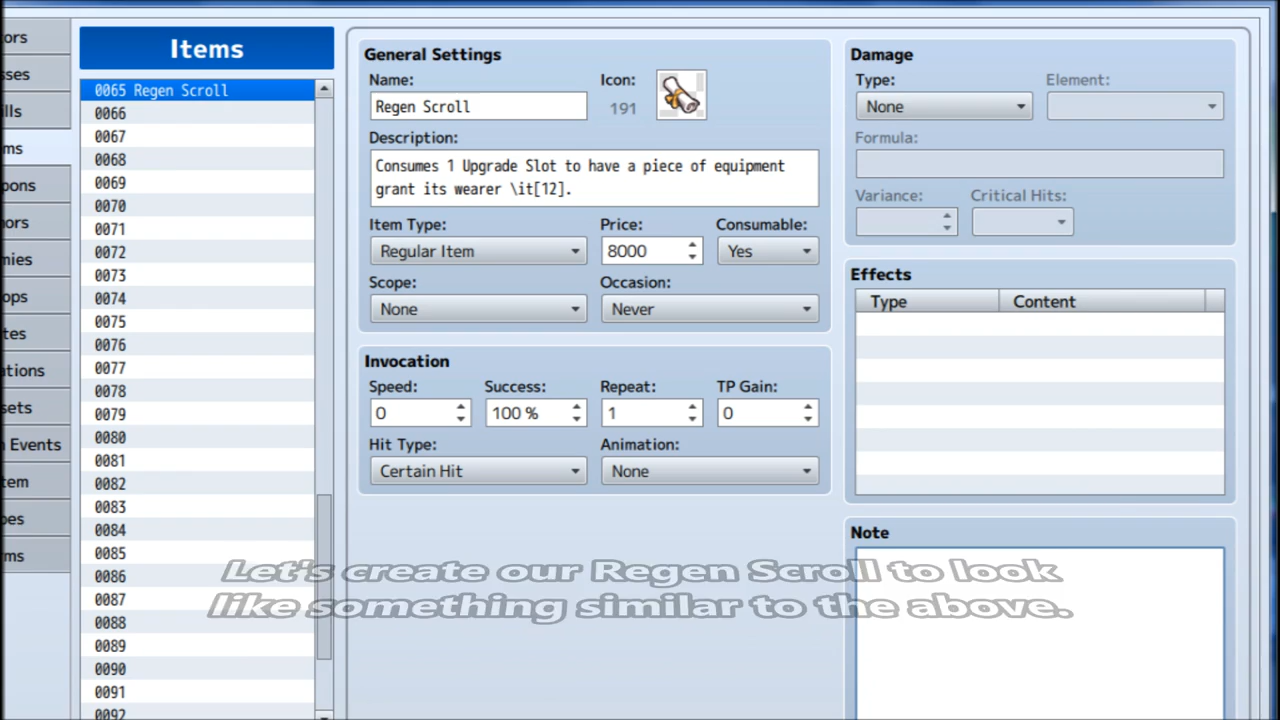 ors
sses
ills
ms
pons
nors
mies
ops
tes
ations
sets
n Events
tem
pes
ms
Items
0065 Regen Scroll
0066
0067
0068
0069
0070
0071
0072
0073
0074
0075
0076
0077
0078
0079
0080
0081
0082
0083
0084
0085
0086
0087
0088
0089
0090
0091
0092
General Settings
Name:
Icon:
Regen Scroll
191
Description:
Consumes 1 Upgrade Slot to have a piece of equipment
grant its wearer \it[12].
Item Type:
Price:
Consumable:
Regular Item
8000
Yes
Scope:
Occasion:
None
Never
Invocation
Speed:
Success:
Repeat:
TP Gain:
0
100 %
1
0
Hit Type:
Animation:
Certain Hit
None
Damage
Type:
Element:
None
Formula:
Variance:
Critical Hits:
Effects
Type
Content
Note
Let's create our Regen Scroll to look
like something similar to the above.